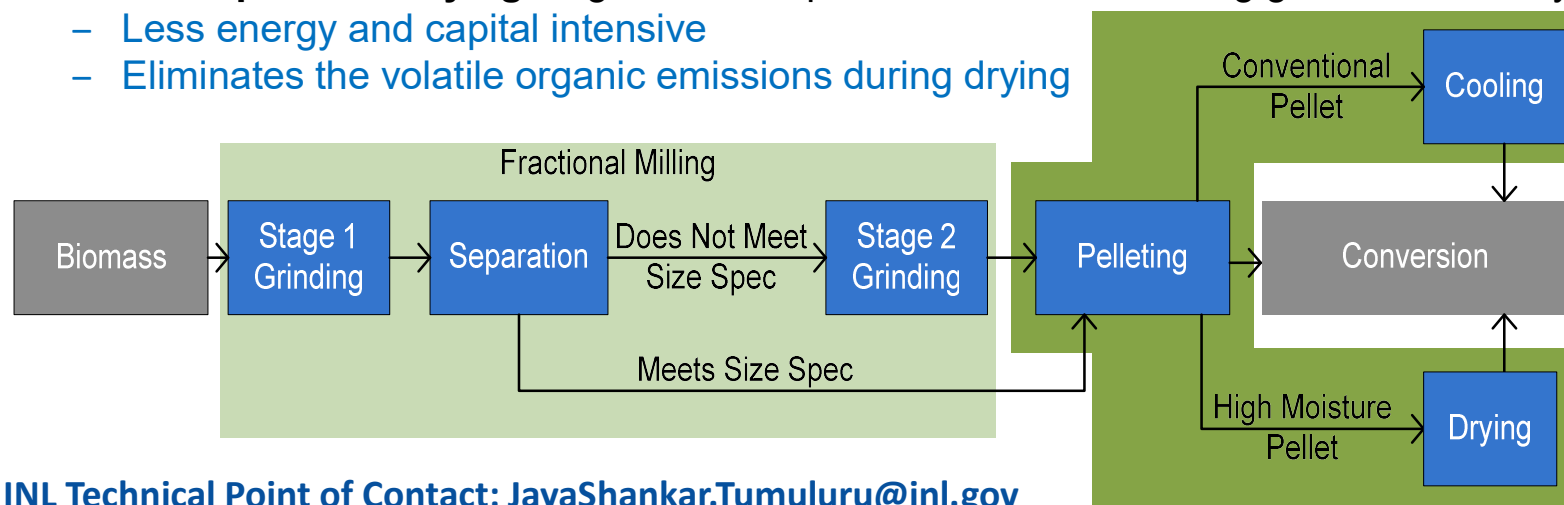 – Less energy and capital intensive
– Eliminates the volatile organic emissions during drying
Conventional
Pellet
Cooling
Fractional Milling
Biomass
Stage 1
Grinding
Separation
Does Not Meet
Size Spec
Stage 2
Grinding
Pelleting
Conversion
Meets Size Spec
High Moisture
Pellet
Drying
INL Technical Point of Contact: JayaShankar.Tumuluru@inl.gov